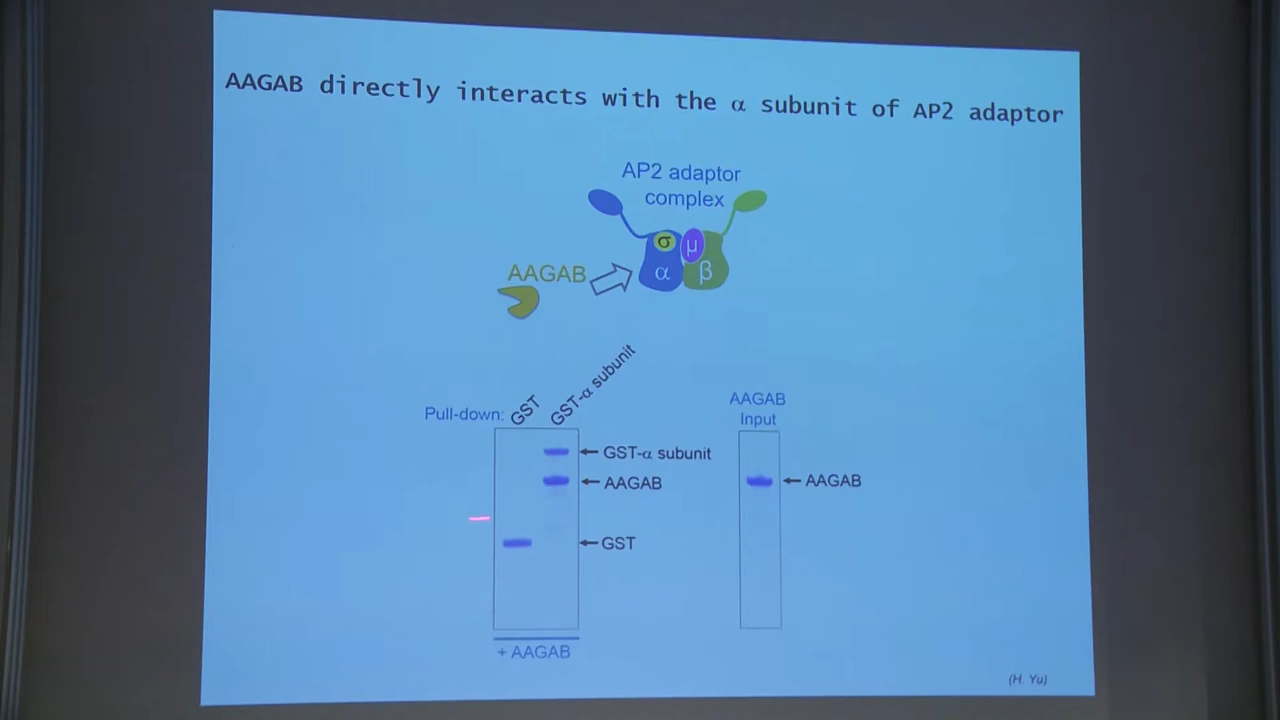 AAGAB directly interacts with the α subunit of AP2 adaptor
AP2 adaptor
complex
σ
μ
AAGAB
α
β
Pull-down:
GST
GST-α subunit
AAGAB
Input
GST-α subunit
AAGAB
AAGAB
GST
+ AAGAB
(H. Yu)